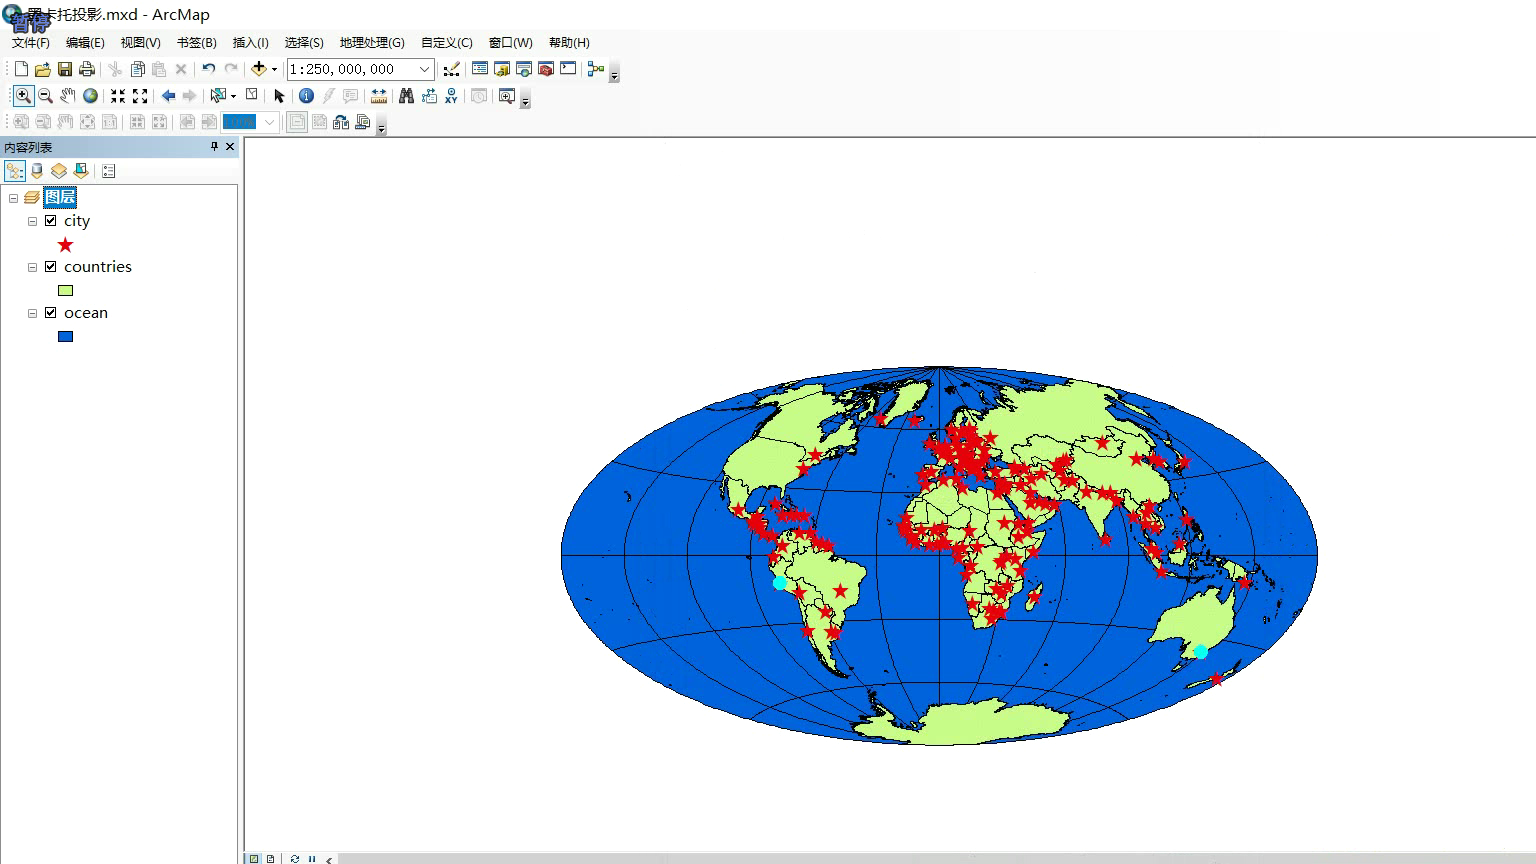 墨卡托投影.mxd - ArcMap
暂停
文件(F) 编辑(E) 视图(V) 书签(B) 插入(I) 选择(S) 地理处理(G) 自定义(C) 窗口(W) 帮助(H)
1:250,000,000
内容列表
图层
city
countries
ocean